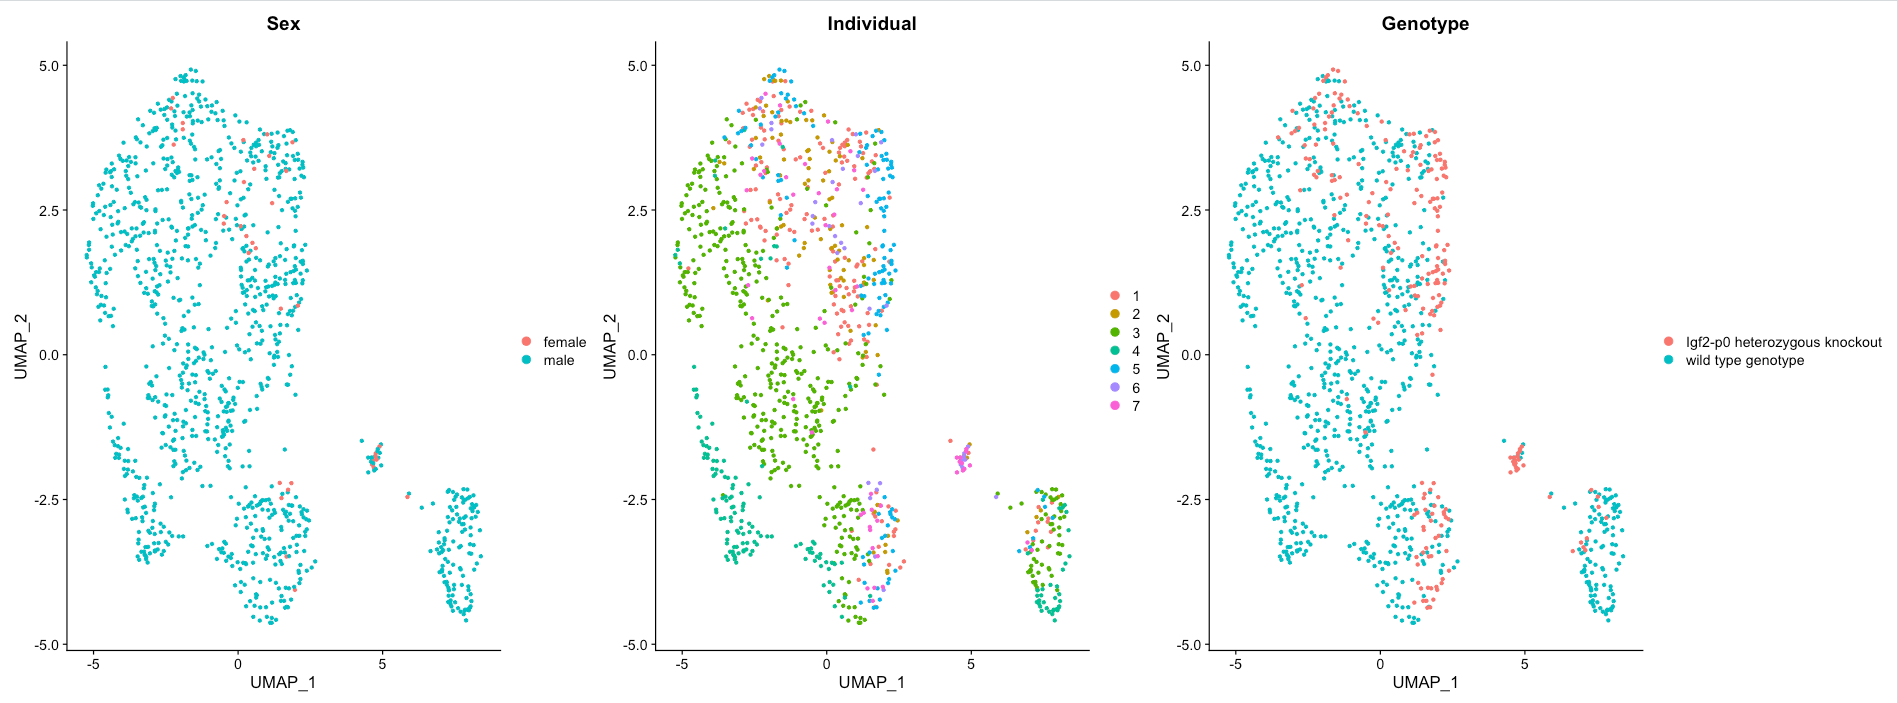 Sex
5.0
2.5
0.0
-2.5
-5.0
-5
0
5
UMAP_1
UMAP_2
female
male
Individual
5.0
2.5
0.0
-2.5
-5.0
-5
0
5
UMAP_1
UMAP_2
1
2
3
4
5
6
7
Genotype
5.0
2.5
0.0
-2.5
-5.0
-5
0
5
UMAP_1
UMAP_2
Igf2-p0 heterozygous knockout
wild type genotype